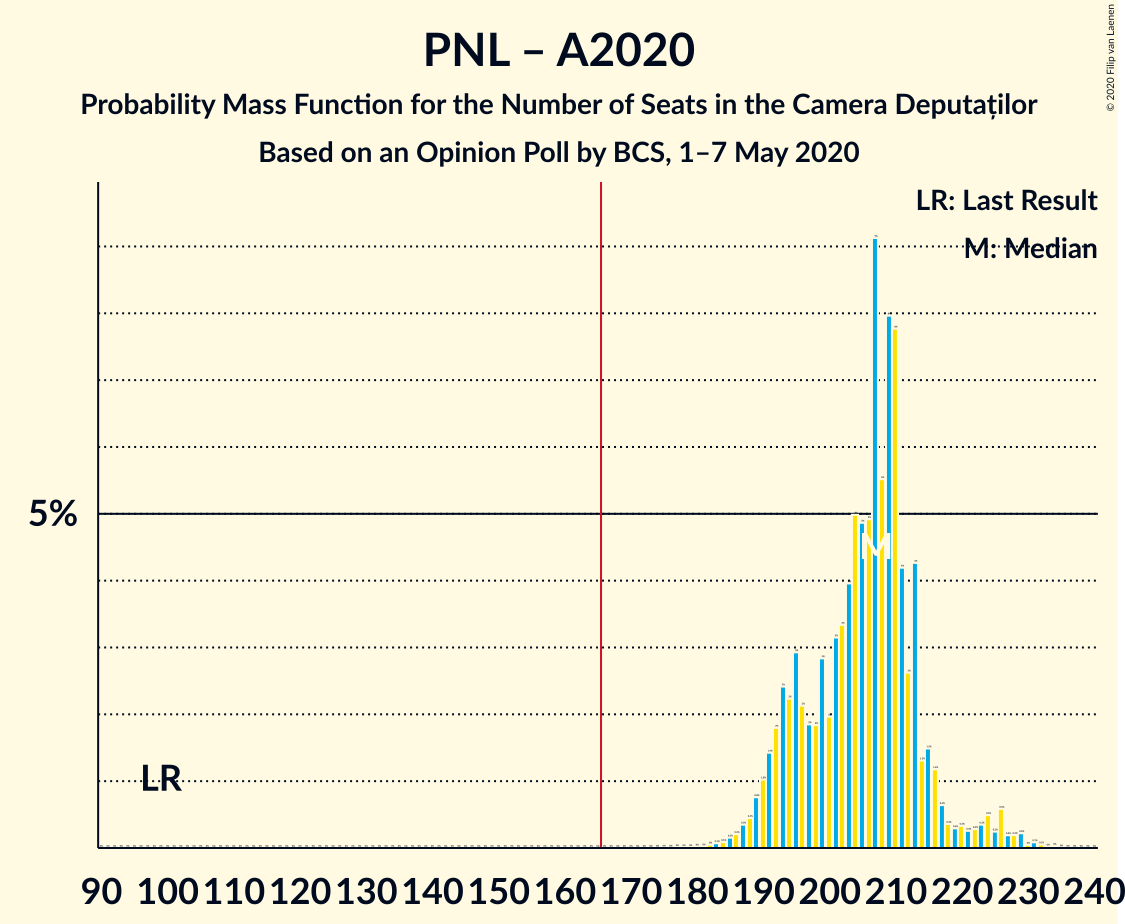 PNL – A2020
Probability Mass Function for the Number of Seats in the Camera Deputaților
Based on an Opinion Poll by BCS, 1–7 May 2020
© 2020 Filip van Laenen
LR: Last Result
M: Median
5%
M
LR
90 100 110 120 130 140 150 160 170 180 190 200 210 220 230 240